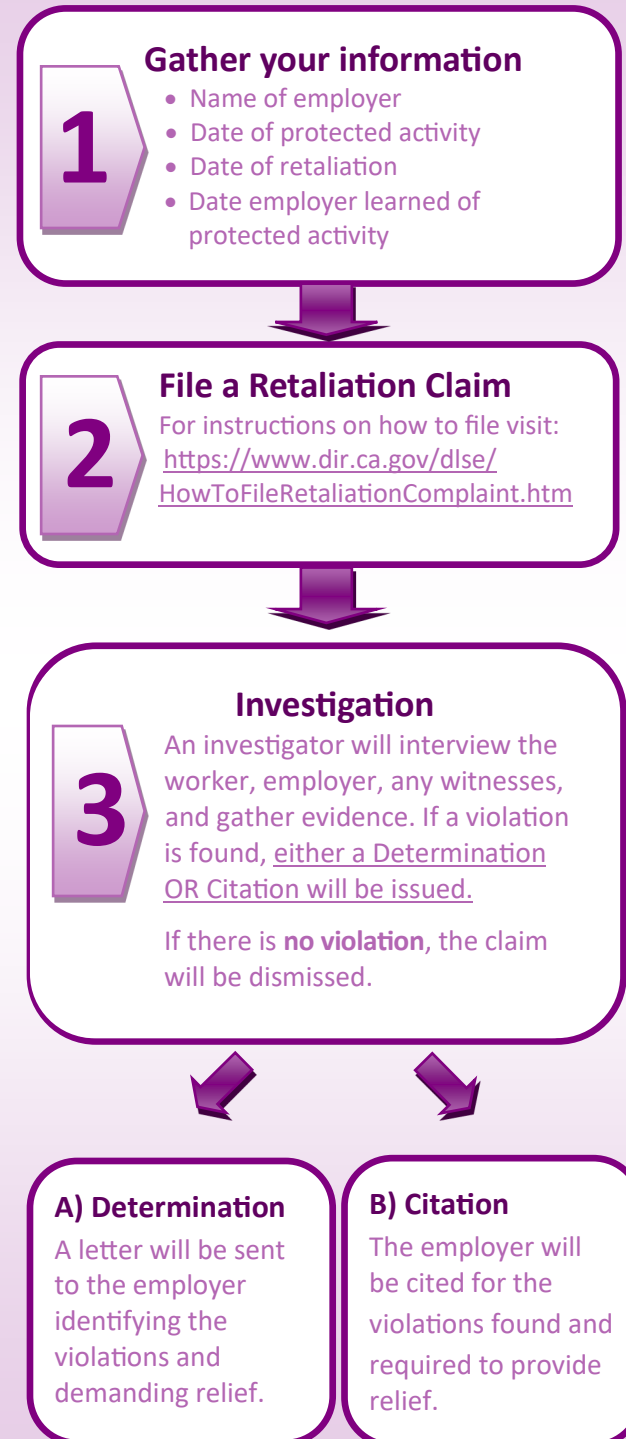 Gather your information
1
• Name of employer
• Date of protected activity
• Date of retaliation
• Date employer learned of
protected activity
File a Retaliation Claim
2
For instructions on how to file visit:
https://www.dir.ca.gov/dlse/
HowToFileRetaliationComplaint.htm
Investigation
3
An investigator will interview the
worker, employer, any witnesses,
and gather evidence. If a violation
is found, either a Determination
OR Citation will be issued.
If there is no violation, the claim
will be dismissed.
A) Determination
A letter will be sent
to the employer
identifying the
violations and
demanding relief.
B) Citation
The employer will
be cited for the
violations found and
required to provide
relief.